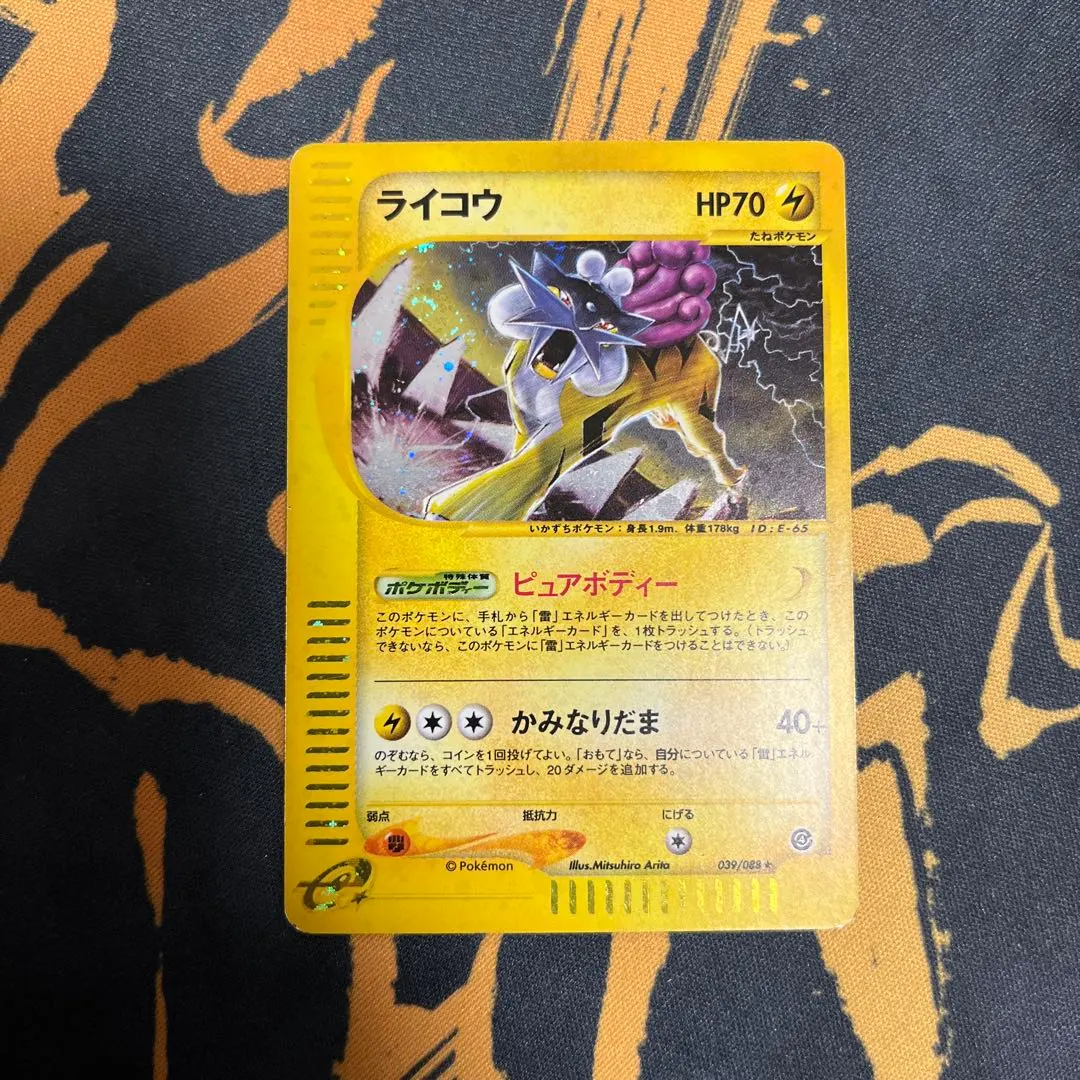 ライコウ
HP70
たねポケモン
いかずちポケモン：身長1.9m. 体重178kg ID：E-65
特殊体質
ポケボディー
ピュアボディー
このポケモンに、手札から「雷」エネルギーカードを出してつけたとき、この
ポケモンについている「エネルギーカード」を、1枚トラッシュする。（トラッシュ
できないなら、このポケモンに「雷」エネルギーカードをつけることはできない。）
かみなりだま
40+
のぞむなら、コインを1回投げてよい。「おもて」なら、自分についている「雷」エネル
ギーカードをすべてトラッシュし、20ダメージを追加する。
弱点
抵抗力
にげる
© Pokémon
Illus.Mitsuhiro Arita
039/088 ★